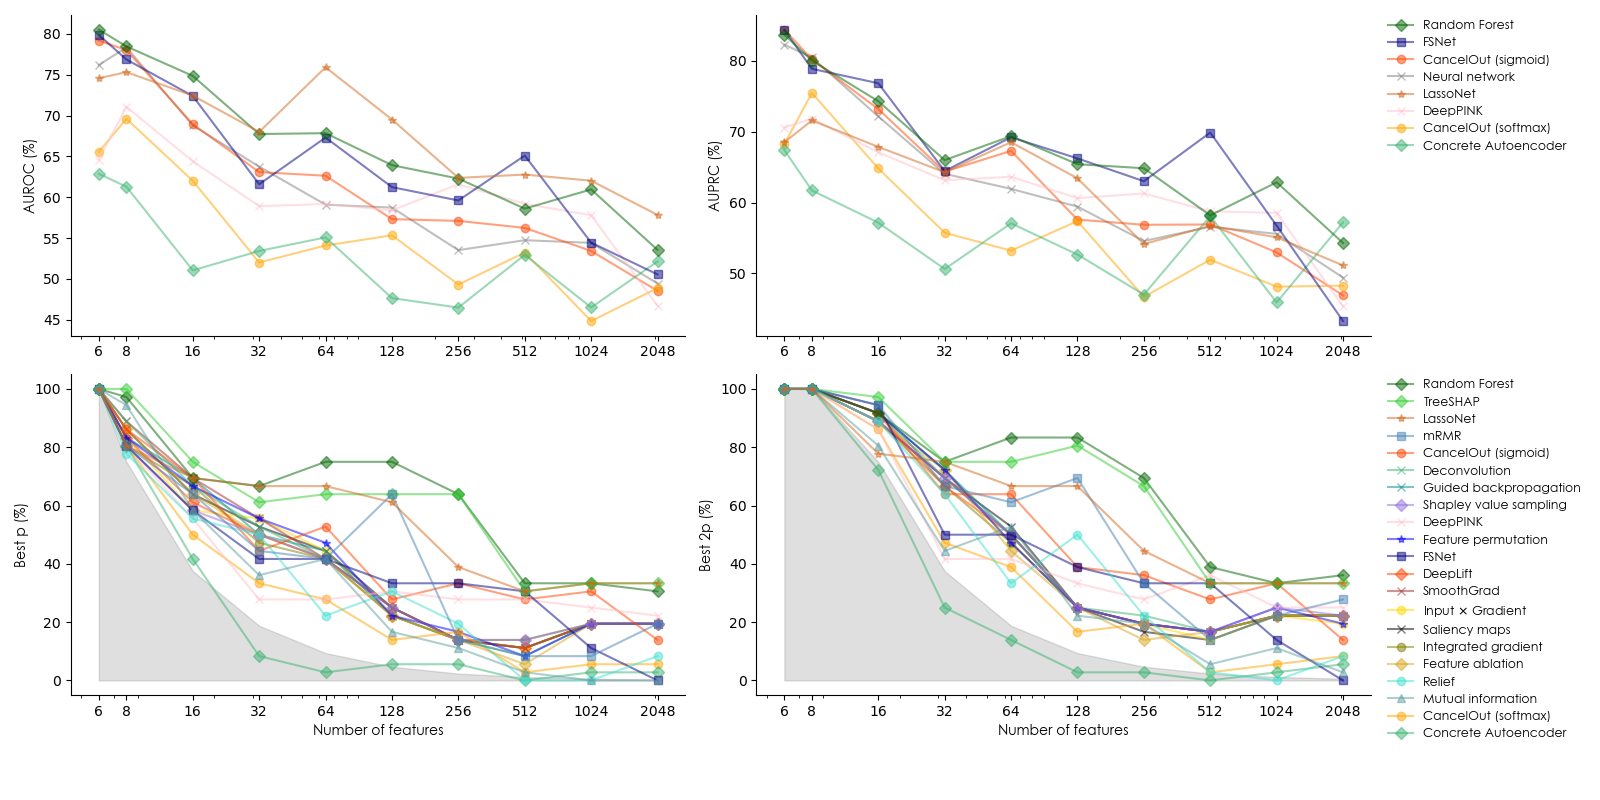 80
75
70
65
60
55
50
45
AUROC (%)
6 8 16 32 64 128 256 512 1024 2048
80
70
60
50
AUPRC (%)
6 8 16 32 64 128 256 512 1024 2048
Random Forest
FSNet
CancelOut (sigmoid)
Neural network
LassoNet
DeepPINK
CancelOut (softmax)
Concrete Autoencoder
100
80
60
40
20
0
Best p (%)
6 8 16 32 64 128 256 512 1024 2048
Number of features
100
80
60
40
20
0
Best 2p (%)
6 8 16 32 64 128 256 512 1024 2048
Number of features
Random Forest
TreeSHAP
LassoNet
mRMR
CancelOut (sigmoid)
Deconvolution
Guided backpropagation
Shapley value sampling
DeepPINK
Feature permutation
FSNet
DeepLift
SmoothGrad
Input × Gradient
Saliency maps
Integrated gradient
Feature ablation
Relief
Mutual information
CancelOut (softmax)
Concrete Autoencoder